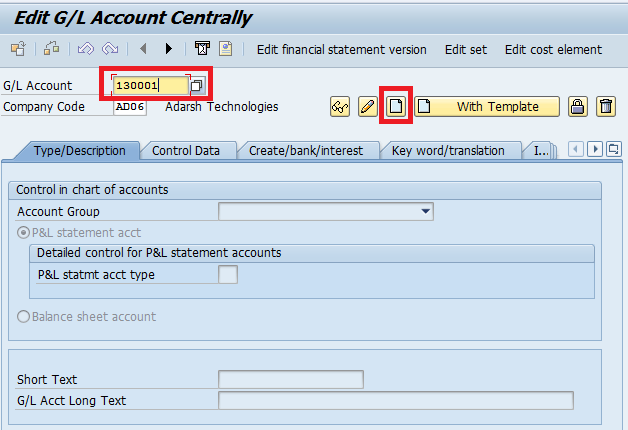 Edit G/L Account Centrally
Edit financial statement version Edit set Edit cost element
G/L Account 130001
Company Code AD06 Adarsh Technologies With Template
Type/Description Control Data Create/bank/interest Key word/translation I...
Control in chart of accounts
Account Group
P&L statement acct
Detailed control for P&L statement accounts
P&L statmt acct type
Balance sheet account
Short Text
G/L Acct Long Text